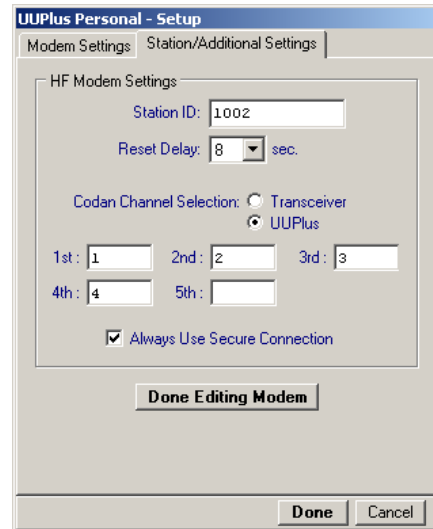 UUPlus Personal - Setup
Modem Settings Station/Additional Settings
HF Modem Settings
Station ID: 1002
Reset Delay: 8 sec.
Codan Channel Selection: Transceiver
UUPlus
1st : 1 2nd : 2 3rd : 3
4th : 4 5th :
Always Use Secure Connection
Done Editing Modem
Done Cancel